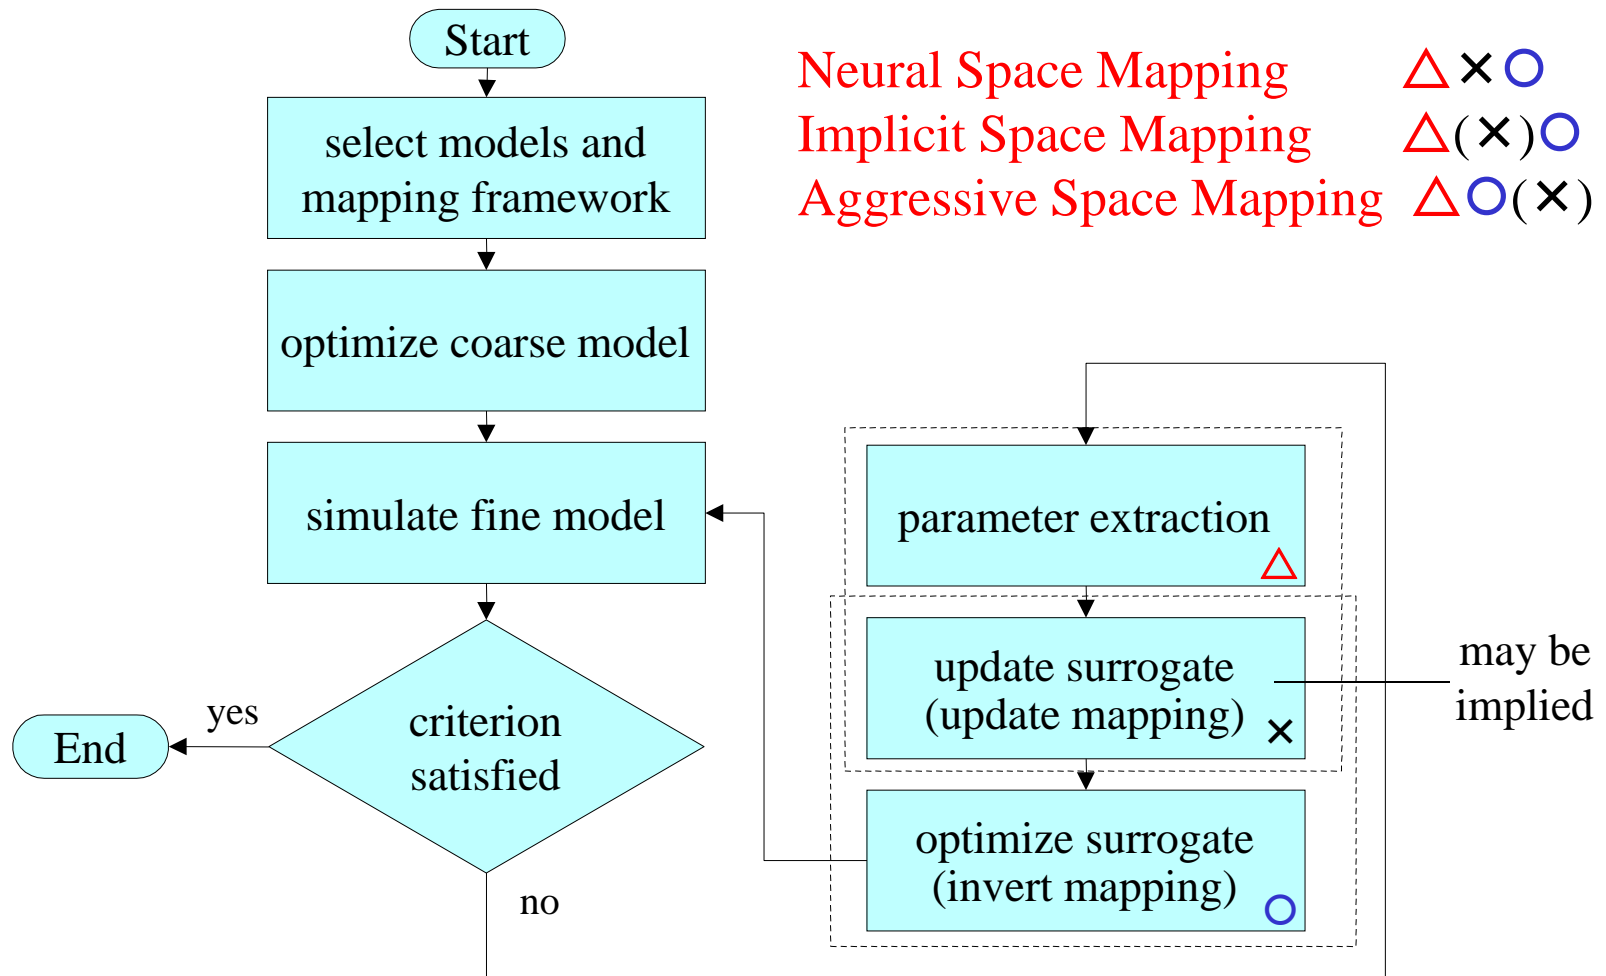 Start
select models and
mapping framework
optimize coarse model
simulate fine model
criterion
satisfied
yes
End
no
Neural Space Mapping △ × ○
Implicit Space Mapping △ (×) ○
Aggressive Space Mapping △ ○ (×)
parameter extraction
△
update surrogate
(update mapping)
×
optimize surrogate
(invert mapping)
○
may be
implied